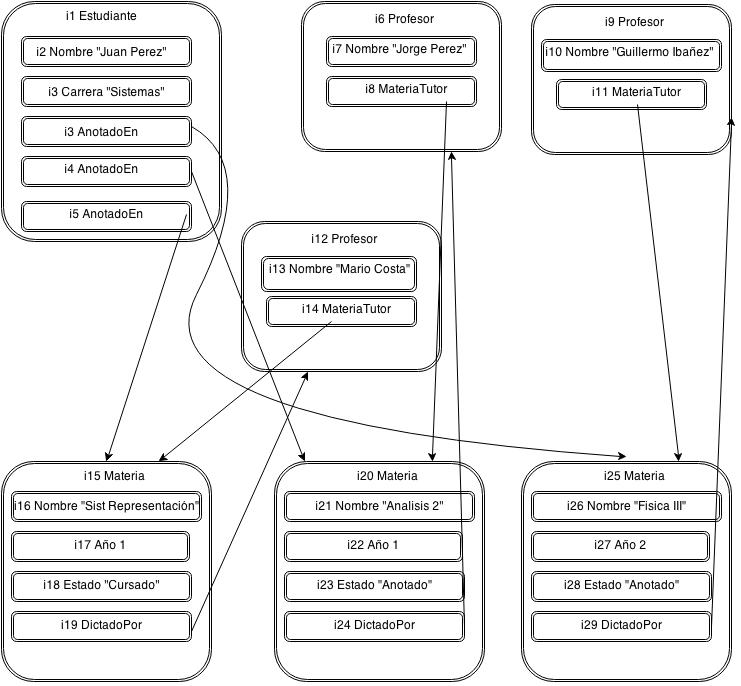 i1 Estudiante
i2 Nombre "Juan Perez"
i3 Carrera "Sistemas"
i3 AnotadoEn
i4 AnotadoEn
i5 AnotadoEn
i6 Profesor
i7 Nombre "Jorge Perez"
i8 MateriaTutor
i9 Profesor
i10 Nombre "Guillermo Ibañez"
i11 MateriaTutor
i12 Profesor
i13 Nombre "Mario Costa"
i14 MateriaTutor
i15 Materia
i16 Nombre "Sist Representación"
i17 Año 1
i18 Estado "Cursado"
i19 DictadoPor
i20 Materia
i21 Nombre "Analisis 2"
i22 Año 1
i23 Estado "Anotado"
i24 DictadoPor
i25 Materia
i26 Nombre "Fisica III"
i27 Año 2
i28 Estado "Anotado"
i29 DictadoPor